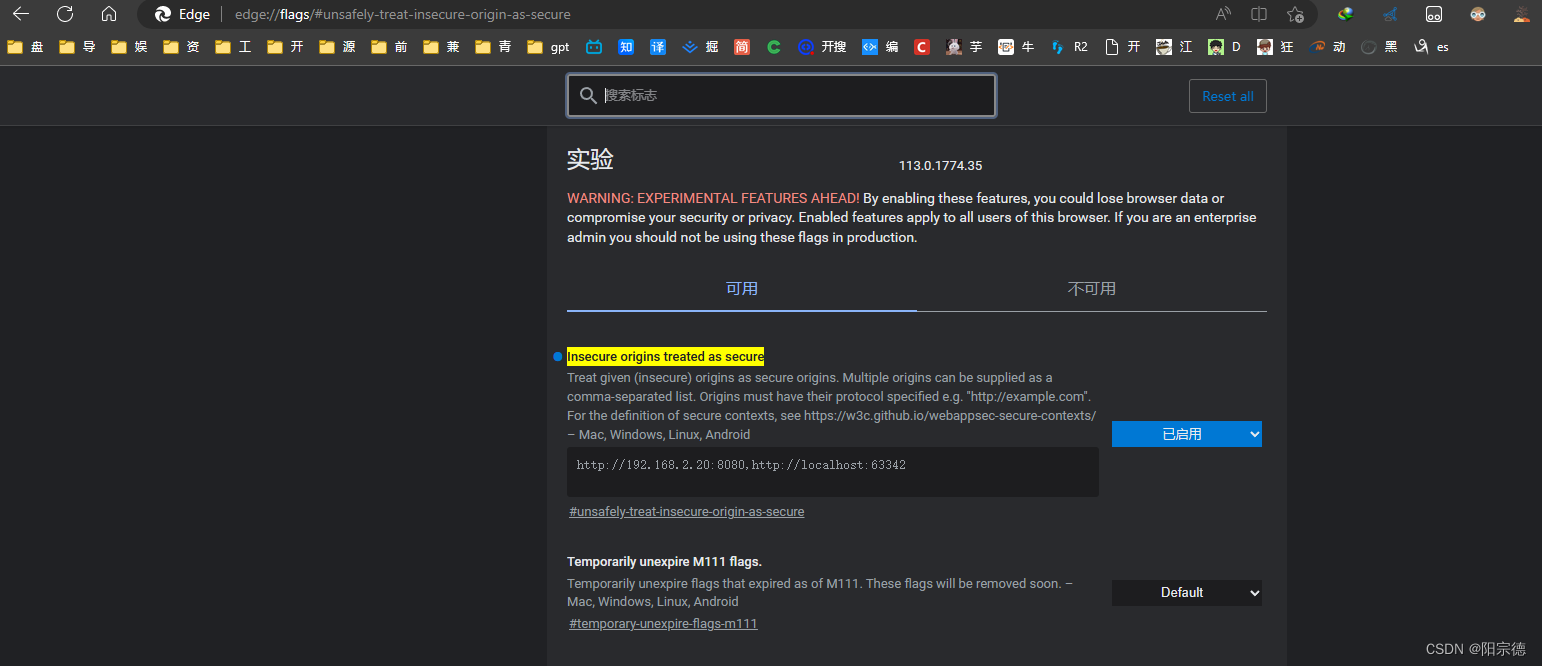 Edge edge://flags/#unsafely-treat-insecure-origin-as-secure
盘 导 娱 资 工 开 源 前 兼 青 gpt 知 译 掘 简 开搜 编 C 芋 牛 R2 开 江 D 狂 动 黑 es
搜索标志
Reset all
实验
113.0.1774.35
WARNING: EXPERIMENTAL FEATURES AHEAD! By enabling these features, you could lose browser data or
compromise your security or privacy. Enabled features apply to all users of this browser. If you are an enterprise
admin you should not be using these flags in production.
可用
不可用
Insecure origins treated as secure
Treat given (insecure) origins as secure origins. Multiple origins can be supplied as a
comma-separated list. Origins must have their protocol specified e.g. "http://example.com".
For the definition of secure contexts, see https://w3c.github.io/webappsec-secure-contexts/
– Mac, Windows, Linux, Android
已启用
http://192.168.2.20:8080,http://localhost:63342
#unsafely-treat-insecure-origin-as-secure
Temporarily unexpire M111 flags.
Temporarily unexpire flags that expired as of M111. These flags will be removed soon. –
Mac, Windows, Linux, Android
Default
#temporary-unexpire-flags-m111
CSDN @阳宗德